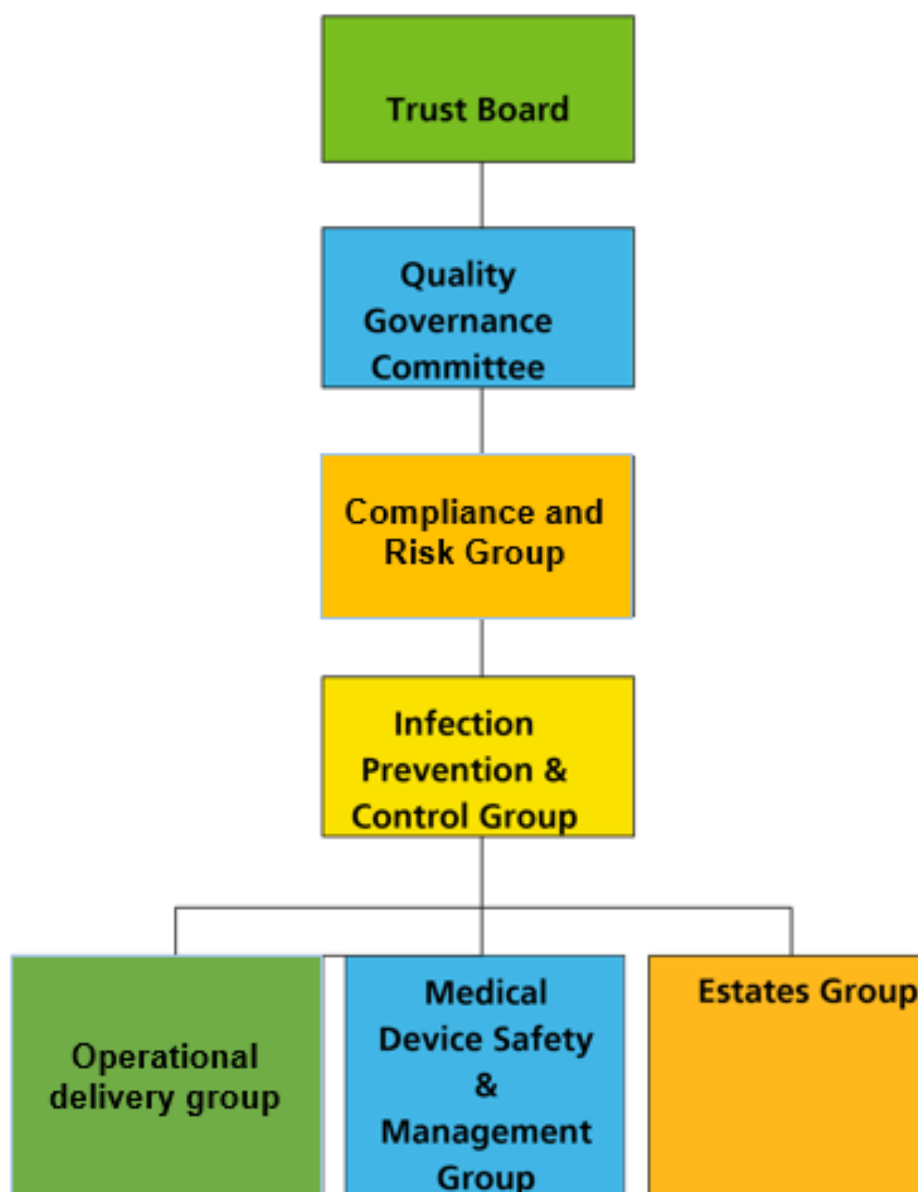 Trust Board
Quality
Governance
Committee
Compliance and
Risk Group
Infection
Prevention &
Control Group
Operational
delivery group
Medical
Device Safety
&
Management
Group
Estates Group